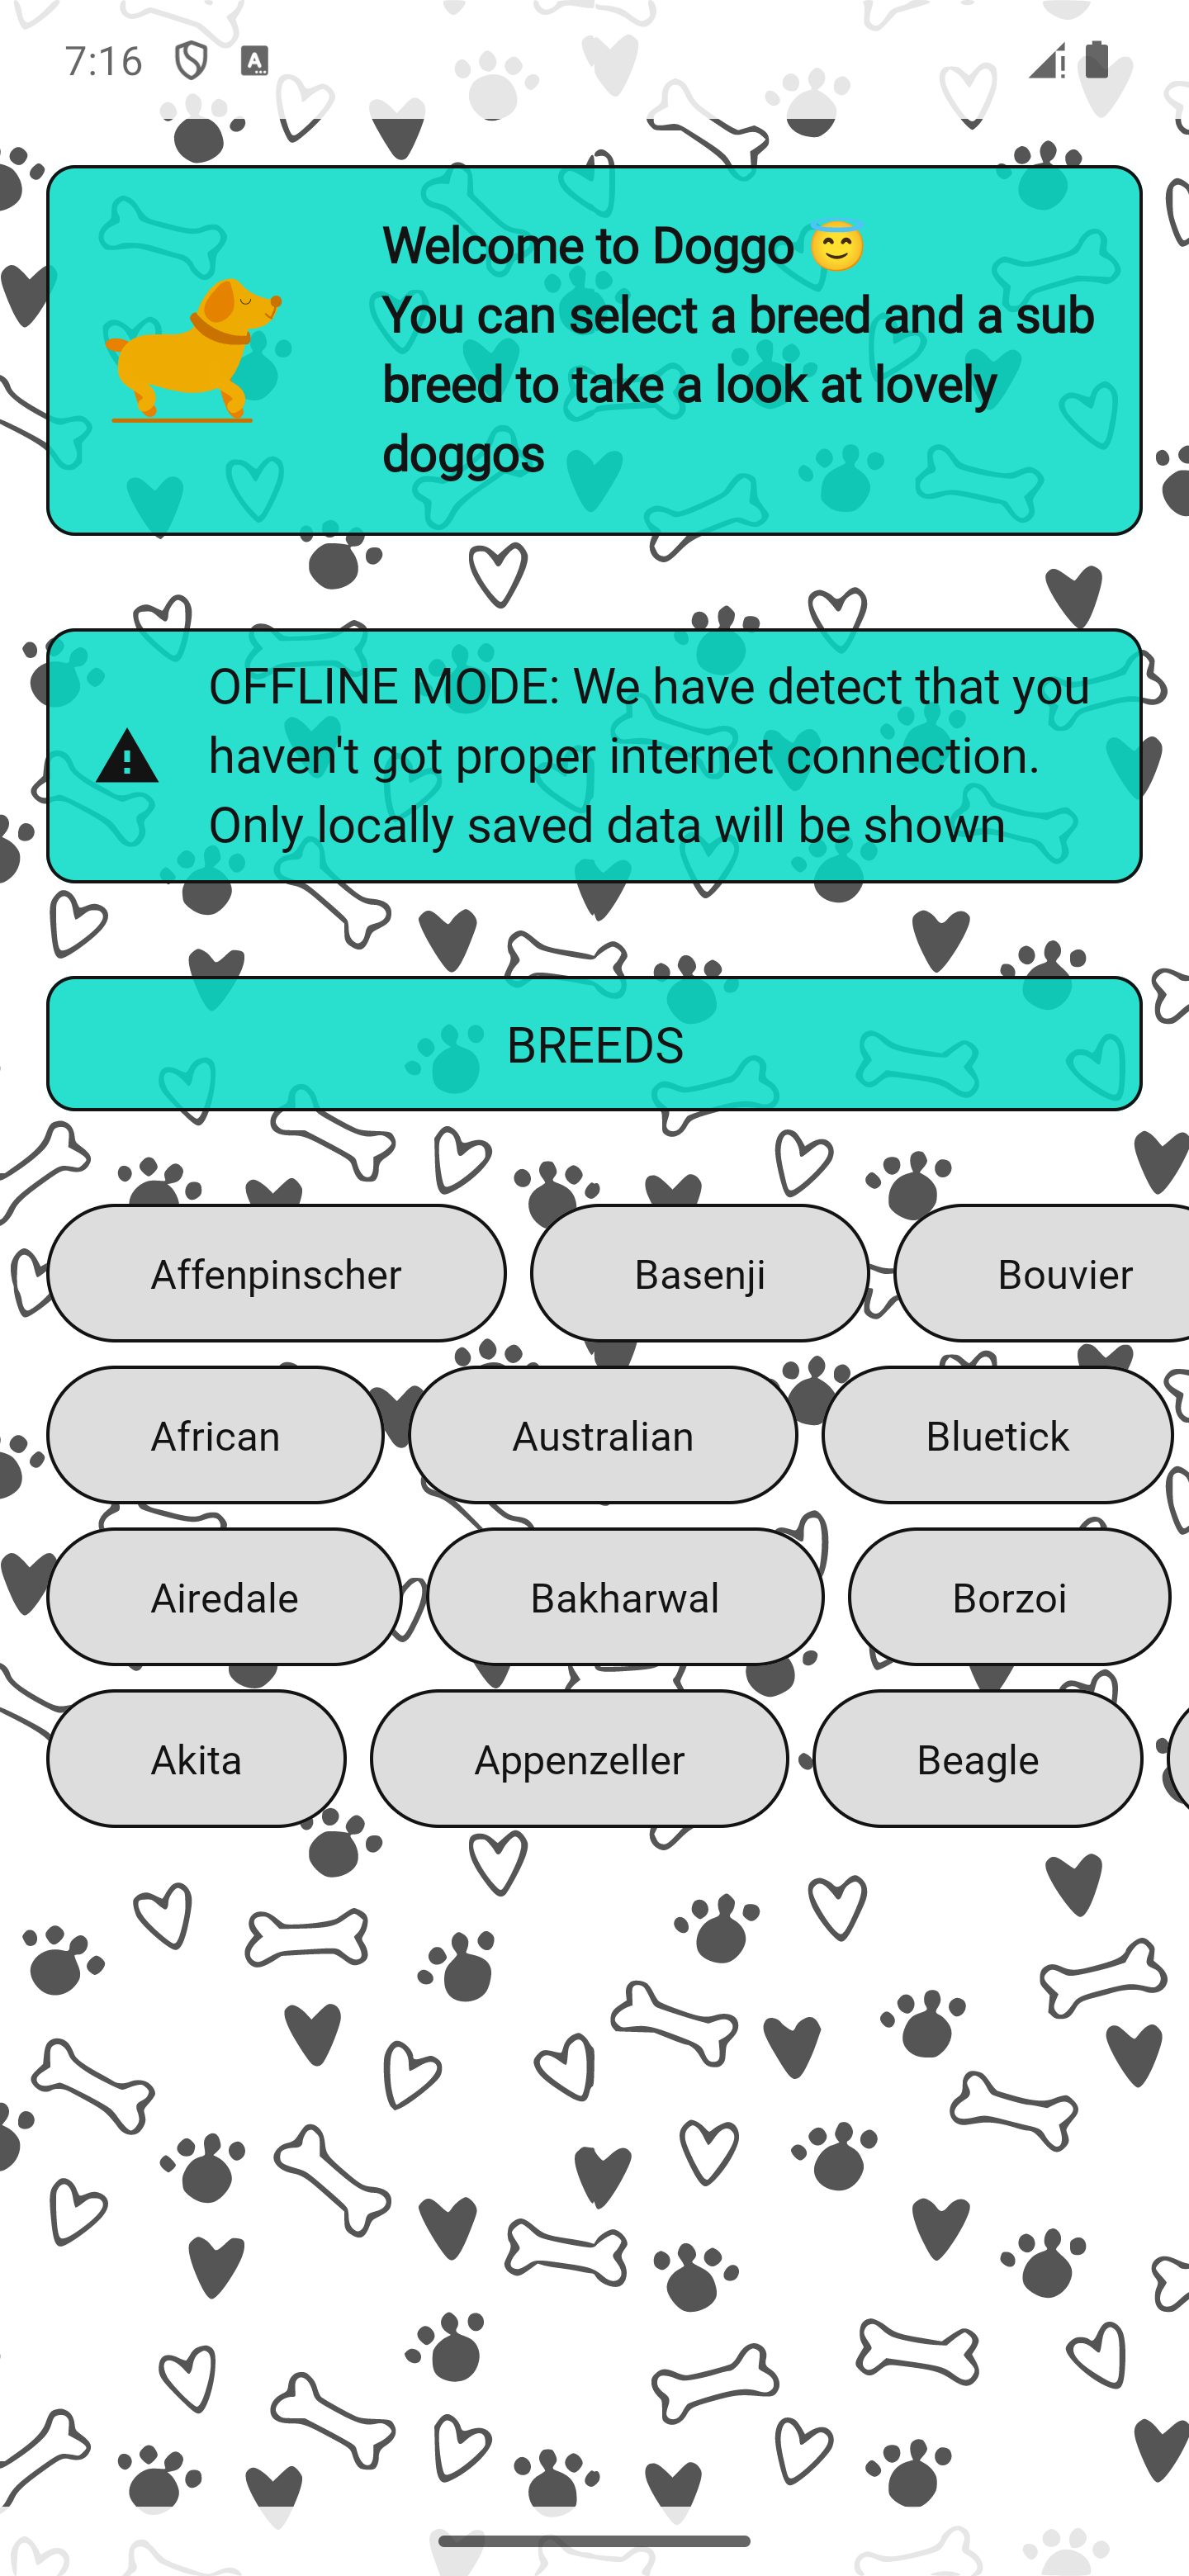 7:16
Welcome to Doggo 😇
You can select a breed and a sub
breed to take a look at lovely
doggos
OFFLINE MODE: We have detect that you
haven't got proper internet connection.
Only locally saved data will be shown
BREEDS
Affenpinscher
Basenji
Bouvier
African
Australian
Bluetick
Airedale
Bakharwal
Borzoi
Akita
Appenzeller
Beagle